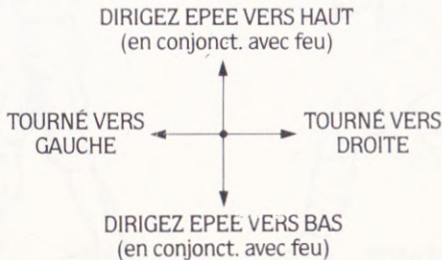 DIRIGEZ EPEE VERS HAUT
(en conjonct. avec feu)
TOURNÉ VERS
GAUCHE
TOURNÉ VERS
DROITE
DIRIGEZ EPEE VERS BAS
(en conjonct. avec feu)